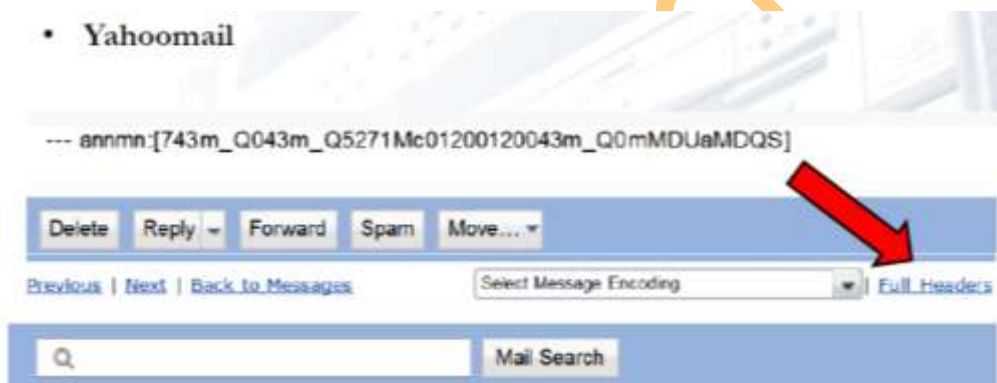 • Yahoomail
--- annmn:[743m_Q043m_Q5271Mc01200120043m_Q0mMDUaMDQS]
Delete Reply Forward Spam Move...
Previous | Next | Back to Messages Select Message Encoding | Full Headers
Mail Search